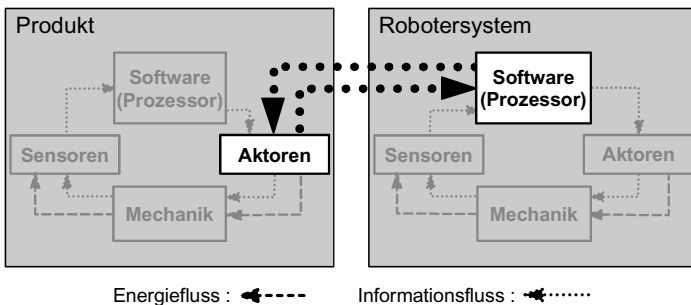 Produkt
Software
(Prozessor)
Sensoren
Aktoren
Mechanik
Robotersystem
Software
(Prozessor)
Sensoren
Aktoren
Mechanik
Energiefluss :
Informationsfluss :